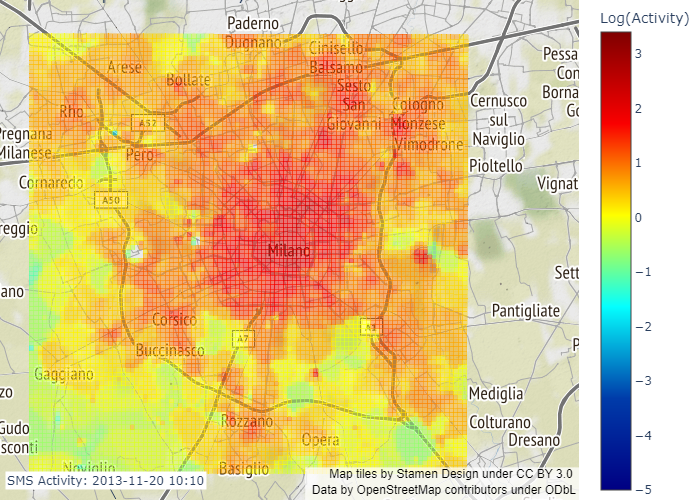 Log(Activity)
Paderno
Dugnano
Cinisello
Balsamo
Arese
Bollate
Sesto
San
Giovanni
Pessa
Con
Borna
Rho
Cologno
Monzese
Cernusco
sul
Naviglio
A52
Pregnana
Milanese
Pero
Vimodrone
Pioltello
Cornaredo
Vignat
A50
reggio
Milano
Sett
ano
Pantigliate
Corsico
A7
Buccinasco
Gaggiano
Mediglia
Rozzano
Opera
Colturano
Dresano
Gudo
sconti
Noviglio
Basiglio
3
2
1
0
−1
−2
−3
−4
−5
SMS Activity: 2013-11-20 10:10
Map tiles by Stamen Design under CC BY 3.0
Data by OpenStreetMap contributors under ODbL